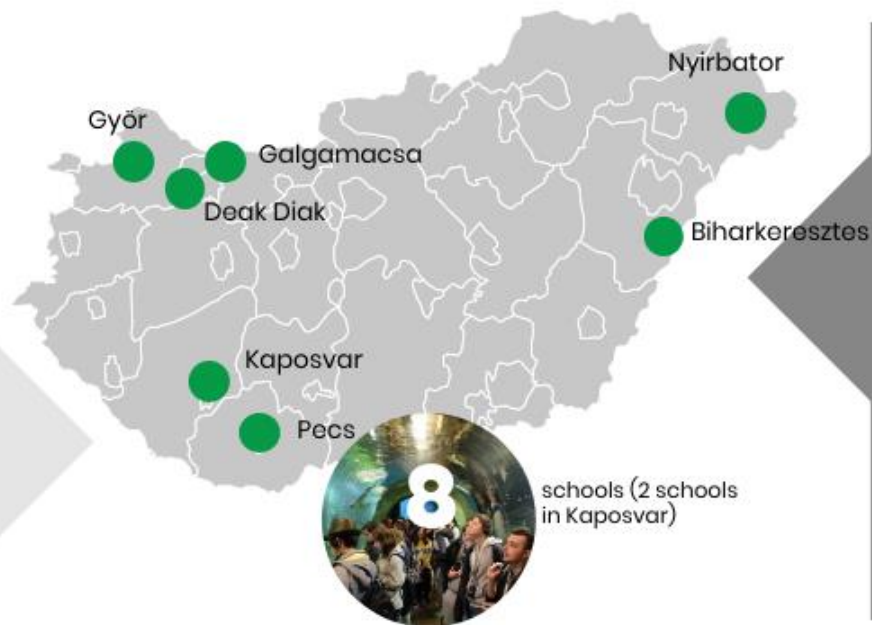 Nyirbator
Györ
Galgamacsa
Deak Diak
Biharkeresztes
Kaposvar
Pecs
8
schools (2 schools
in Kaposvar)